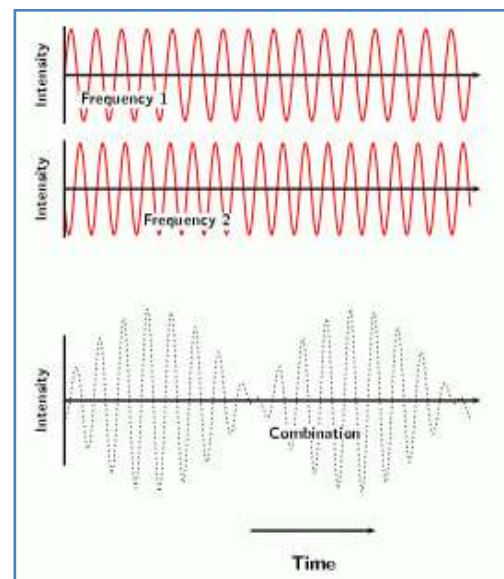 Intensity
Frequency 1
Intensity
Frequency 2
Intensity
Combination
Time